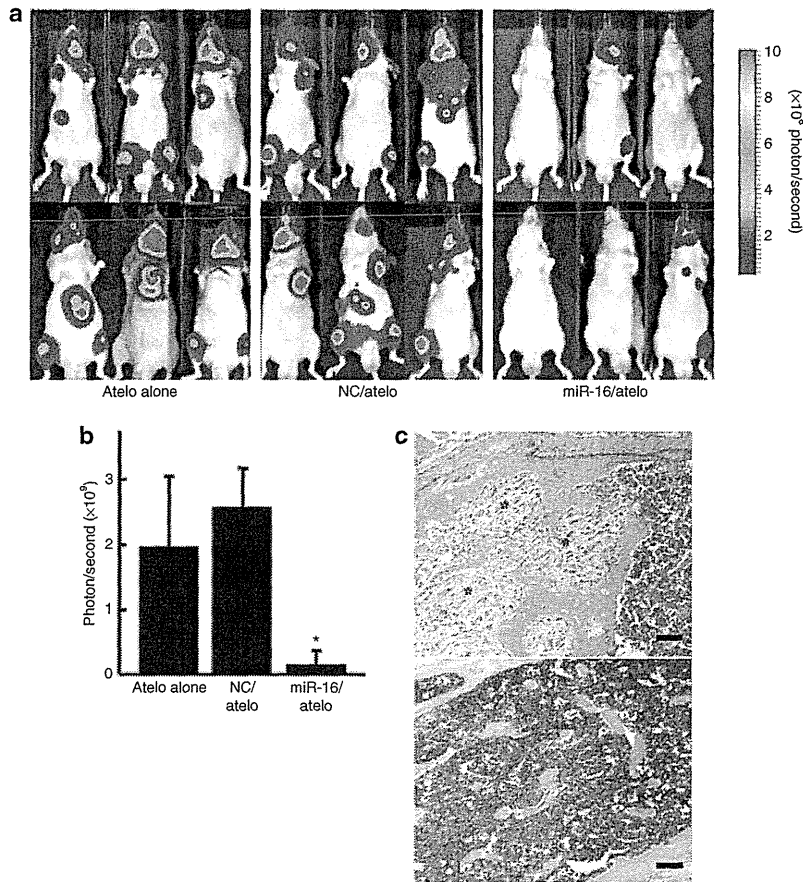 a
10
8
6
4
2
(×10⁶ photon/second)
Atelo alone
NC/atelo
miR-16/atelo
b
Photon/second (×10⁹)
3
2
1
0
*
Atelo alone
NC/
atelo
miR-16/
atelo
c
*
*
*